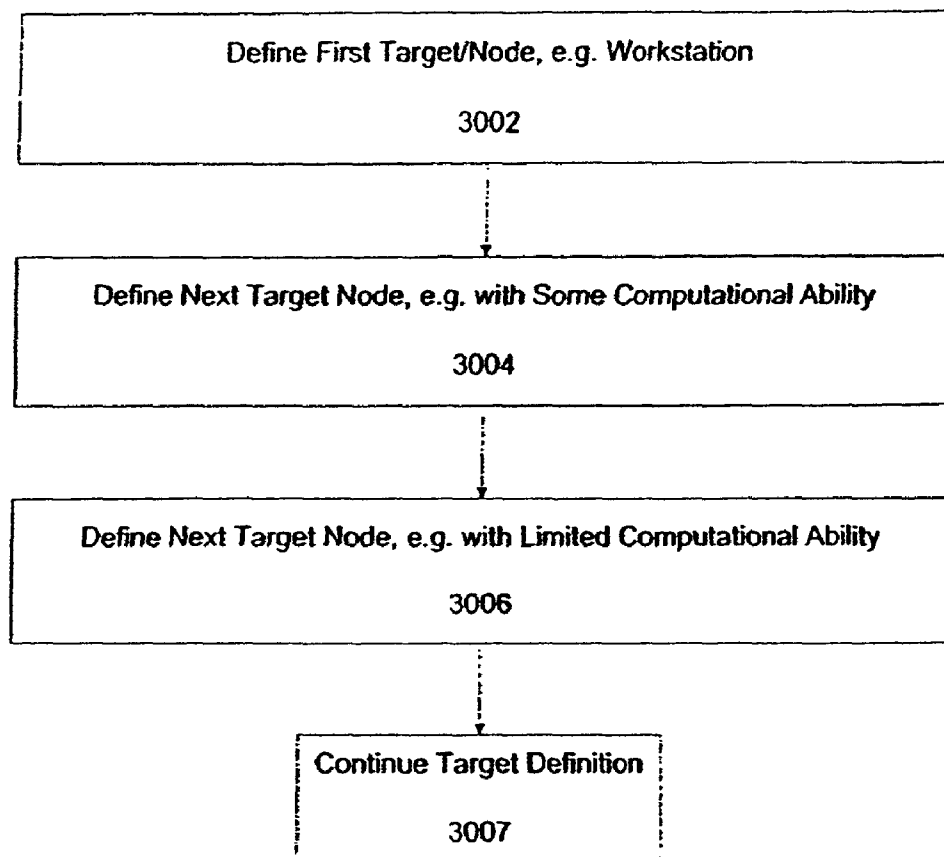 Define First Target/Node, e.g. Workstation
3002
Define Next Target Node, e.g. with Some Computational Ability
3004
Define Next Target Node, e.g. with Limited Computational Ability
3006
Continue Target Definition
3007